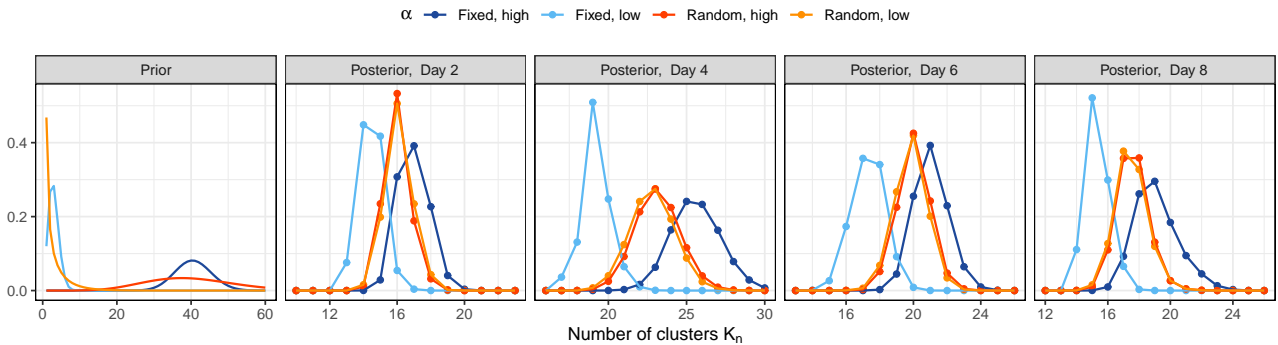 α Fixed, high Fixed, low Random, high Random, low
Prior Posterior, Day 2 Posterior, Day 4 Posterior, Day 6 Posterior, Day 8
0.4
0.2
0.0
0 20 40 60 12 16 20 20 25 30 16 20 24 12 16 20 24
Number of clusters Kn